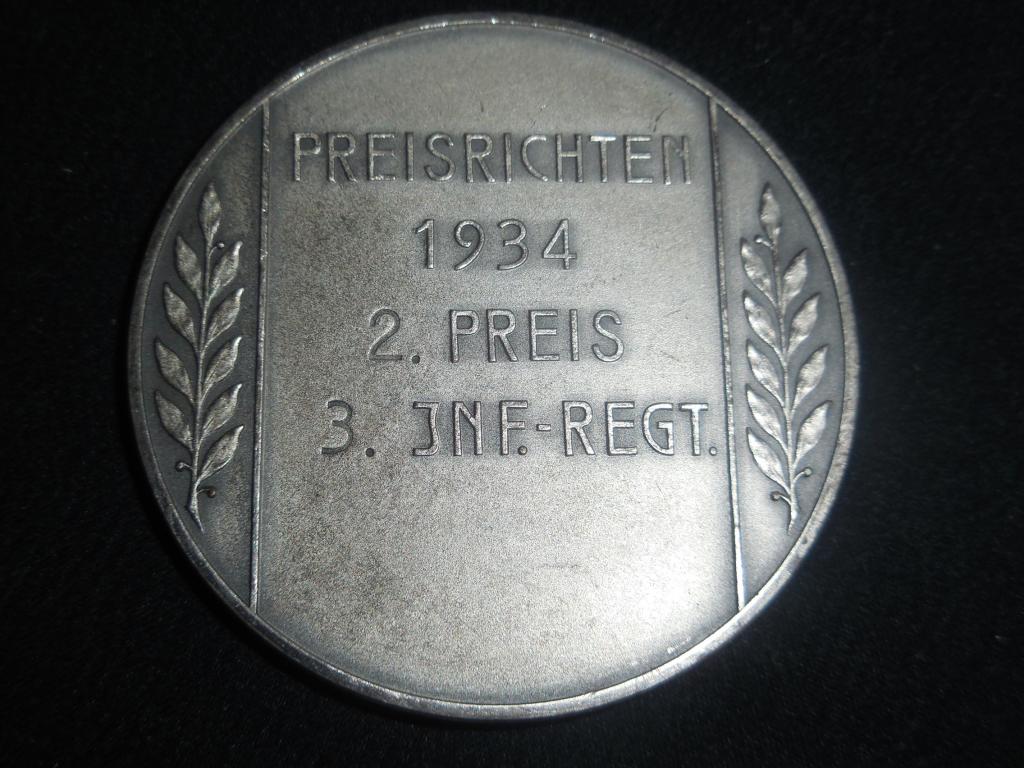 PREISRICHTEN
1934
2. PREIS
3. JNF.-REGT.